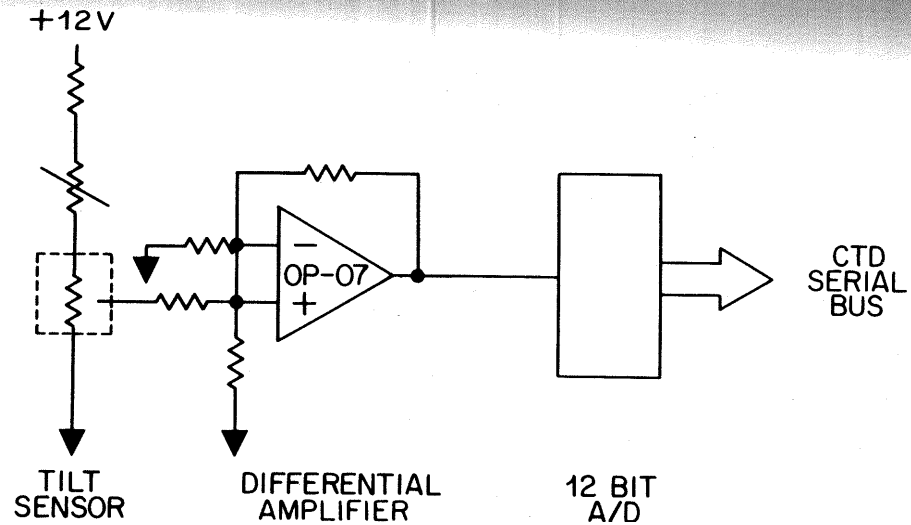 +12V
−
OP-07
+
CTD
SERIAL
BUS
TILT
SENSOR
DIFFERENTIAL
AMPLIFIER
12 BIT
A/D